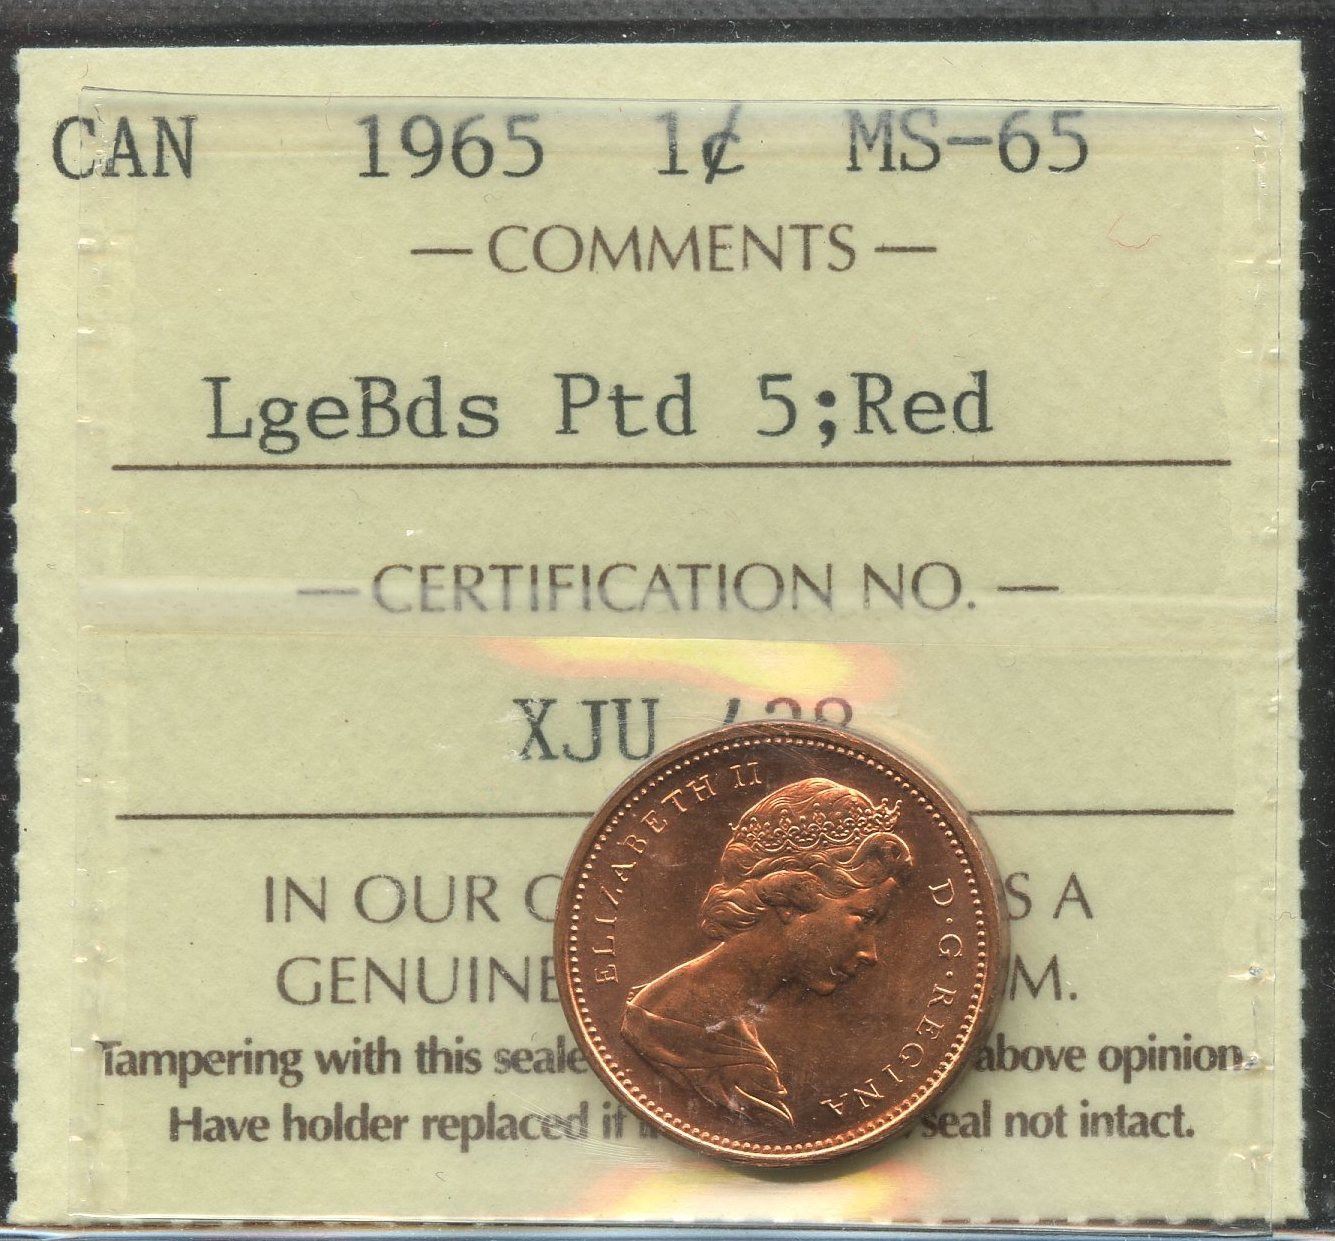 CAN 1965 1¢ MS-65
— COMMENTS —
LgeBds Ptd 5;Red
— CERTIFICATION NO. —
XJU
ELIZABETH II D·G·REGINA
IN OUR S A
GENUINE M.
Tampering with this seale above opinion.
Have holder replaced if seal not intact.